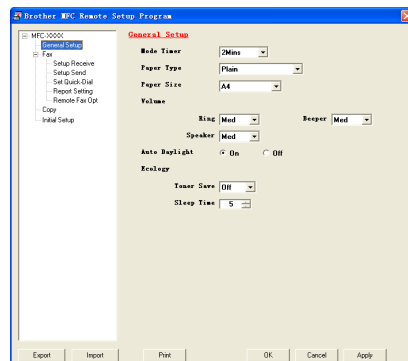 Brother MFC Remote Setup Program
MFC-XXXX
General Setup
Fax
Setup Receive
Setup Send
Set Quick-Dial
Report Setting
Remote Fax Opt
Copy
Initial Setup
General Setup
Mode Timer 2Mins
Paper Type Plain
Paper Size A4
Volume
Ring Med Beeper Med
Speaker Med
Auto Daylight On Off
Ecology
Toner Save Off
Sleep Time 5
Export Import Print OK Cancel Apply